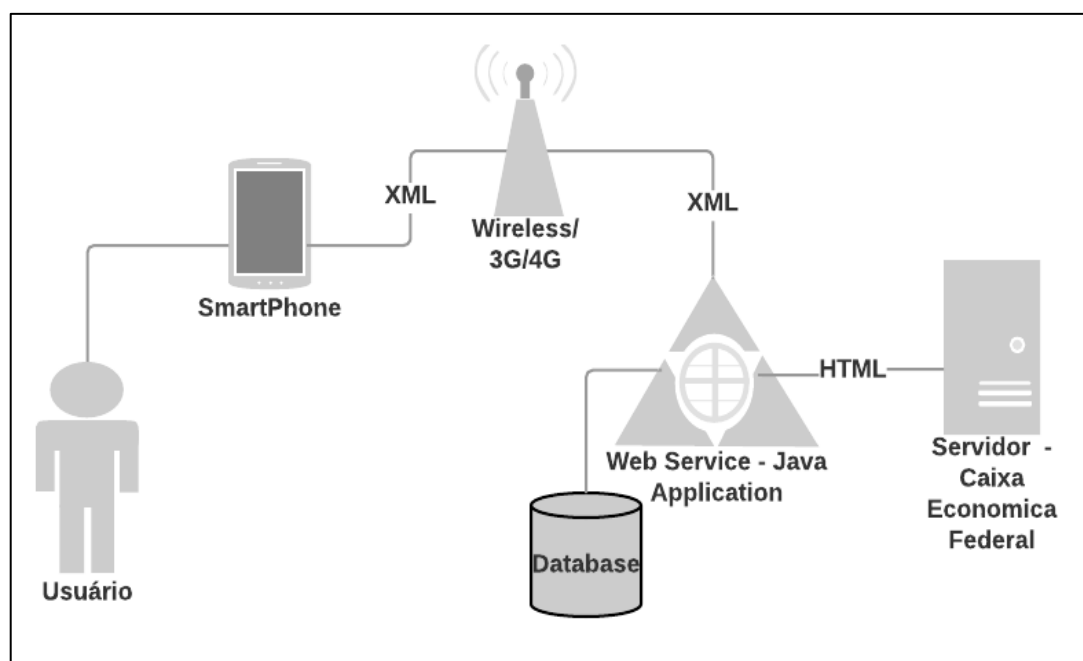 XML
Wireless/
3G/4G
SmartPhone
XML
HTML
Servidor -
Caixa
Economica
Federal
Web Service - Java
Application
Database
Usuário